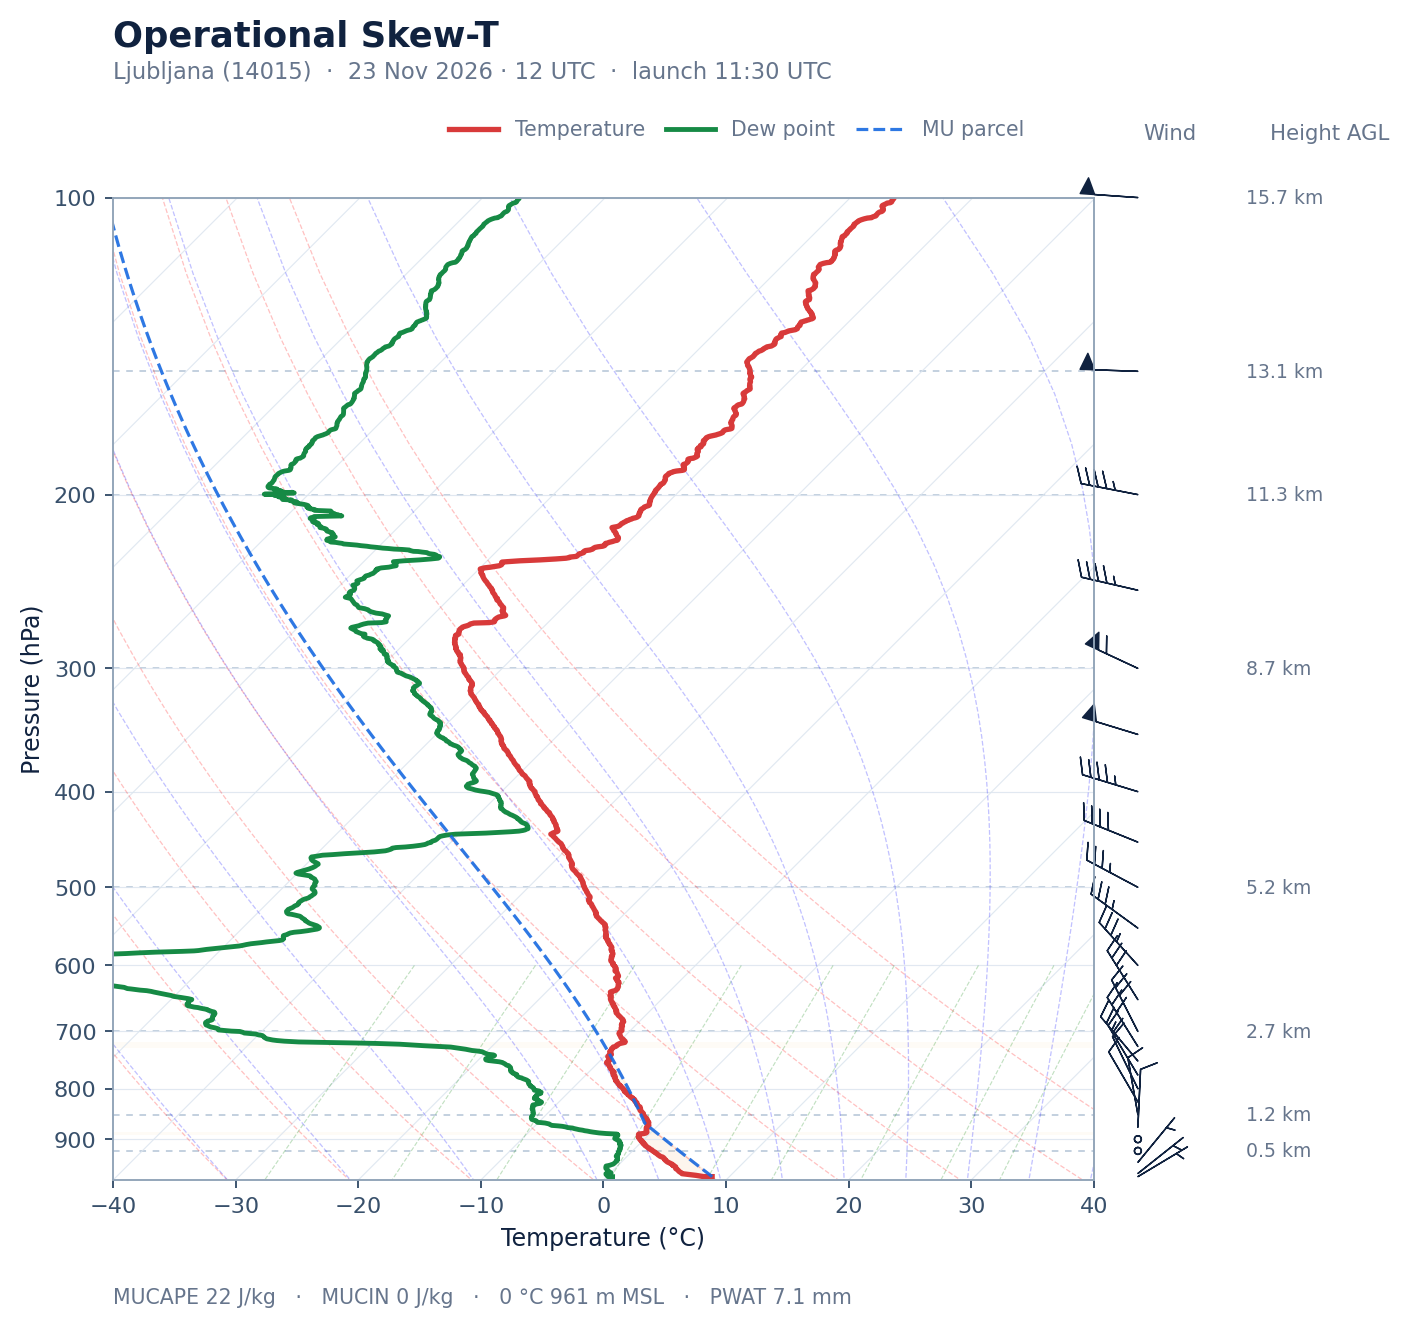 Operational Skew-T
Ljubljana (14015)  ·  23 Nov 2026 · 12 UTC  ·  launch 11:30 UTC
Temperature
Dew point
MU parcel
Wind
Height AGL
100
15.7 km
13.1 km
200
11.3 km
300
8.7 km
400
500
5.2 km
600
700
2.7 km
800
1.2 km
900
0.5 km
Pressure (hPa)
−40 −30 −20 −10 0 10 20 30 40
Temperature (°C)
MUCAPE 22 J/kg  ·  MUCIN 0 J/kg  ·  0 °C 961 m MSL  ·  PWAT 7.1 mm